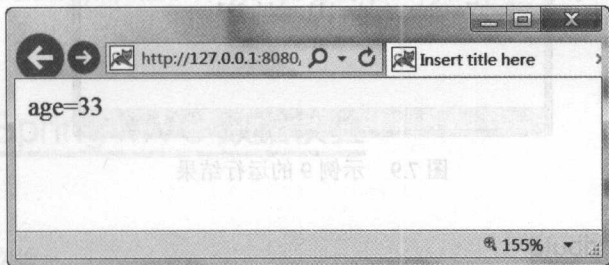 http://127.0.0.1:8080,
Insert title here
age=33
图 7.9 示例 9 的运行结果
155%